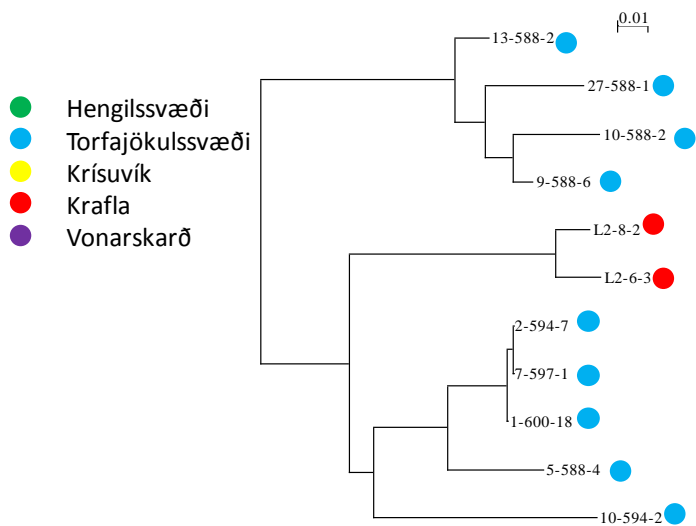 Hengilssvæði
Torfajökulssvæði
Krísuvík
Krafla
Vonarskarð
0.01
13-588-2
27-588-1
10-588-2
9-588-6
L2-8-2
L2-6-3
2-594-7
7-597-1
1-600-18
5-588-4
10-594-2